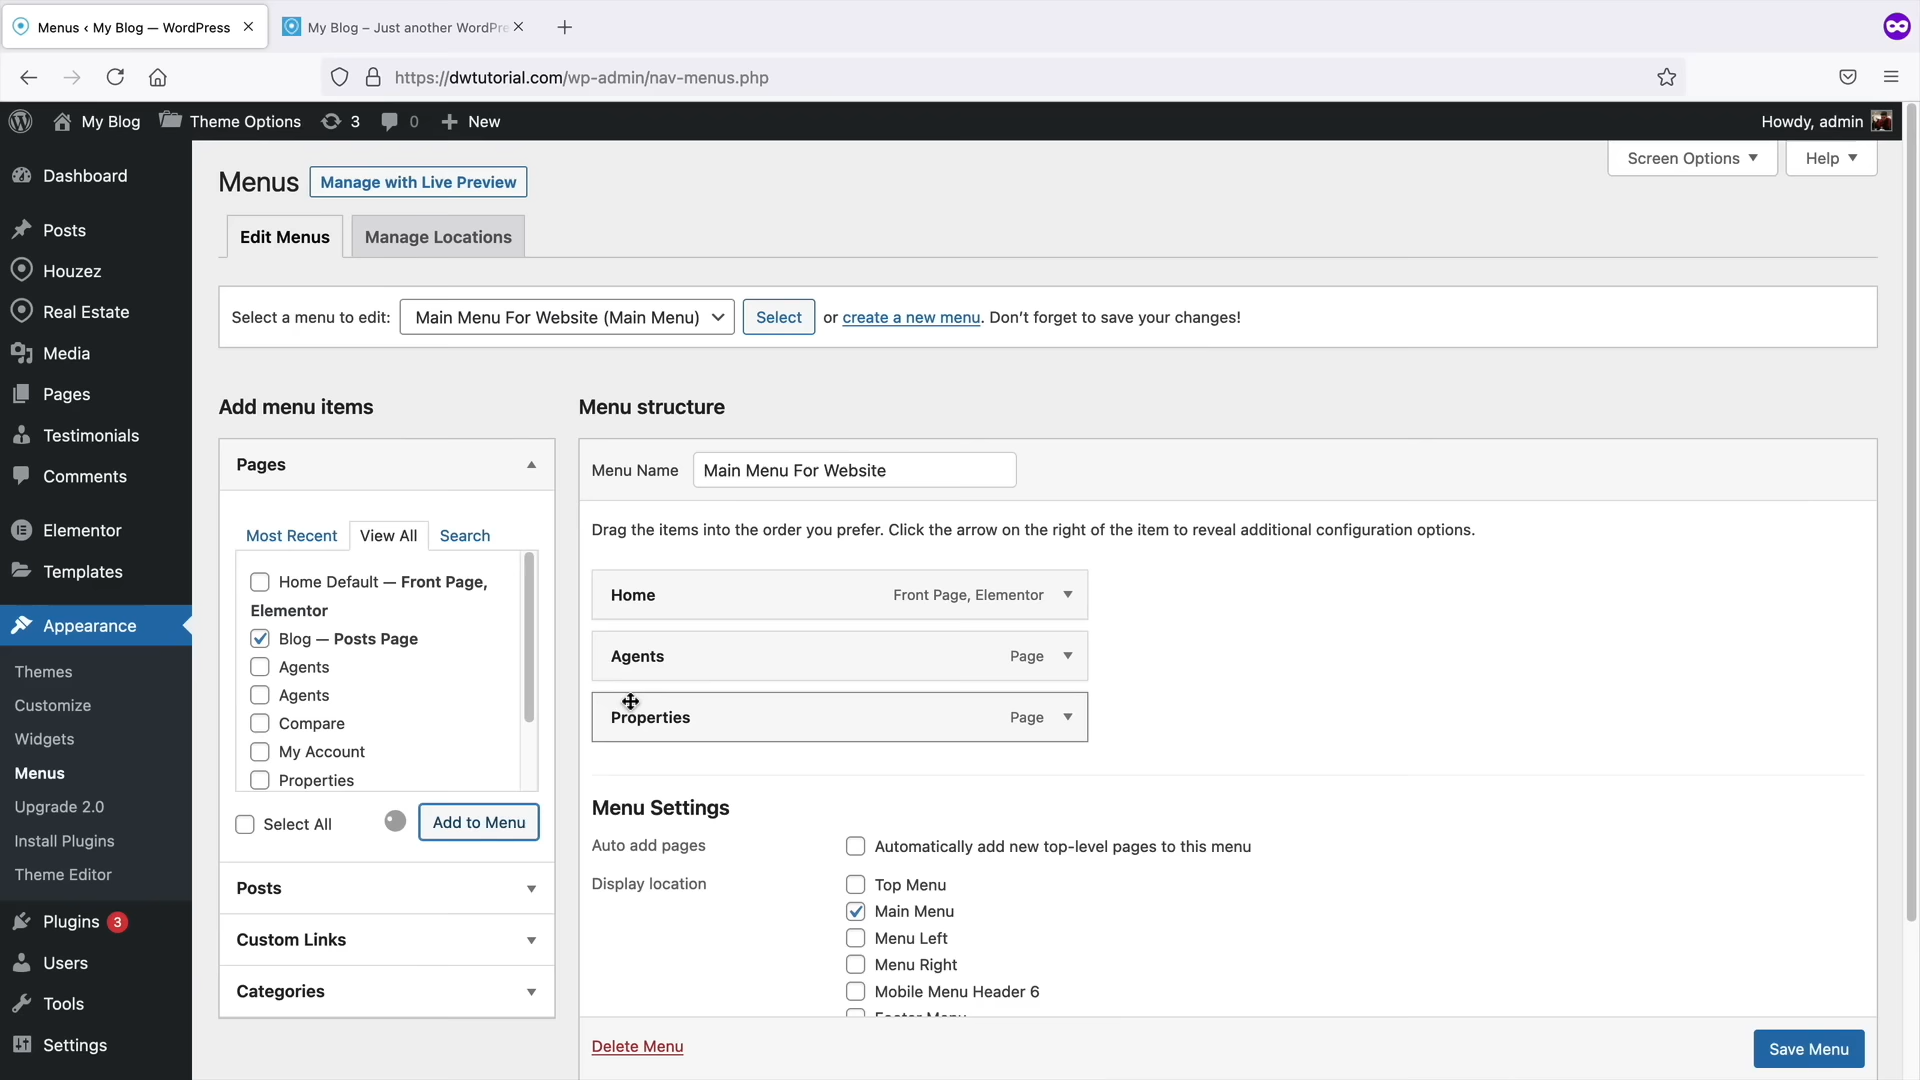 Menus ‹ My Blog — WordPress
My Blog – Just another WordPre
https://dwtutorial.com/wp-admin/nav-menus.php
My Blog
Theme Options
3
0
New
Howdy, admin
Dashboard
Posts
Houzez
Real Estate
Media
Pages
Testimonials
Comments
Elementor
Templates
Appearance
Themes
Customize
Widgets
Menus
Upgrade 2.0
Install Plugins
Theme Editor
Plugins 3
Users
Tools
Settings
Menus
Manage with Live Preview
Screen Options
Help
Edit Menus
Manage Locations
Select a menu to edit: Main Menu For Website (Main Menu) Select or create a new menu. Don't forget to save your changes!
Add menu items
Pages
Most Recent
View All
Search
Home Default — Front Page,
Elementor
Blog — Posts Page
Agents
Agents
Compare
My Account
Properties
Select All
Add to Menu
Posts
Custom Links
Categories
Menu structure
Menu Name Main Menu For Website
Drag the items into the order you prefer. Click the arrow on the right of the item to reveal additional configuration options.
Home Front Page, Elementor
Agents Page
Properties Page
Menu Settings
Auto add pages
Automatically add new top-level pages to this menu
Display location
Top Menu
Main Menu
Menu Left
Menu Right
Mobile Menu Header 6
Footer Menu
Delete Menu
Save Menu